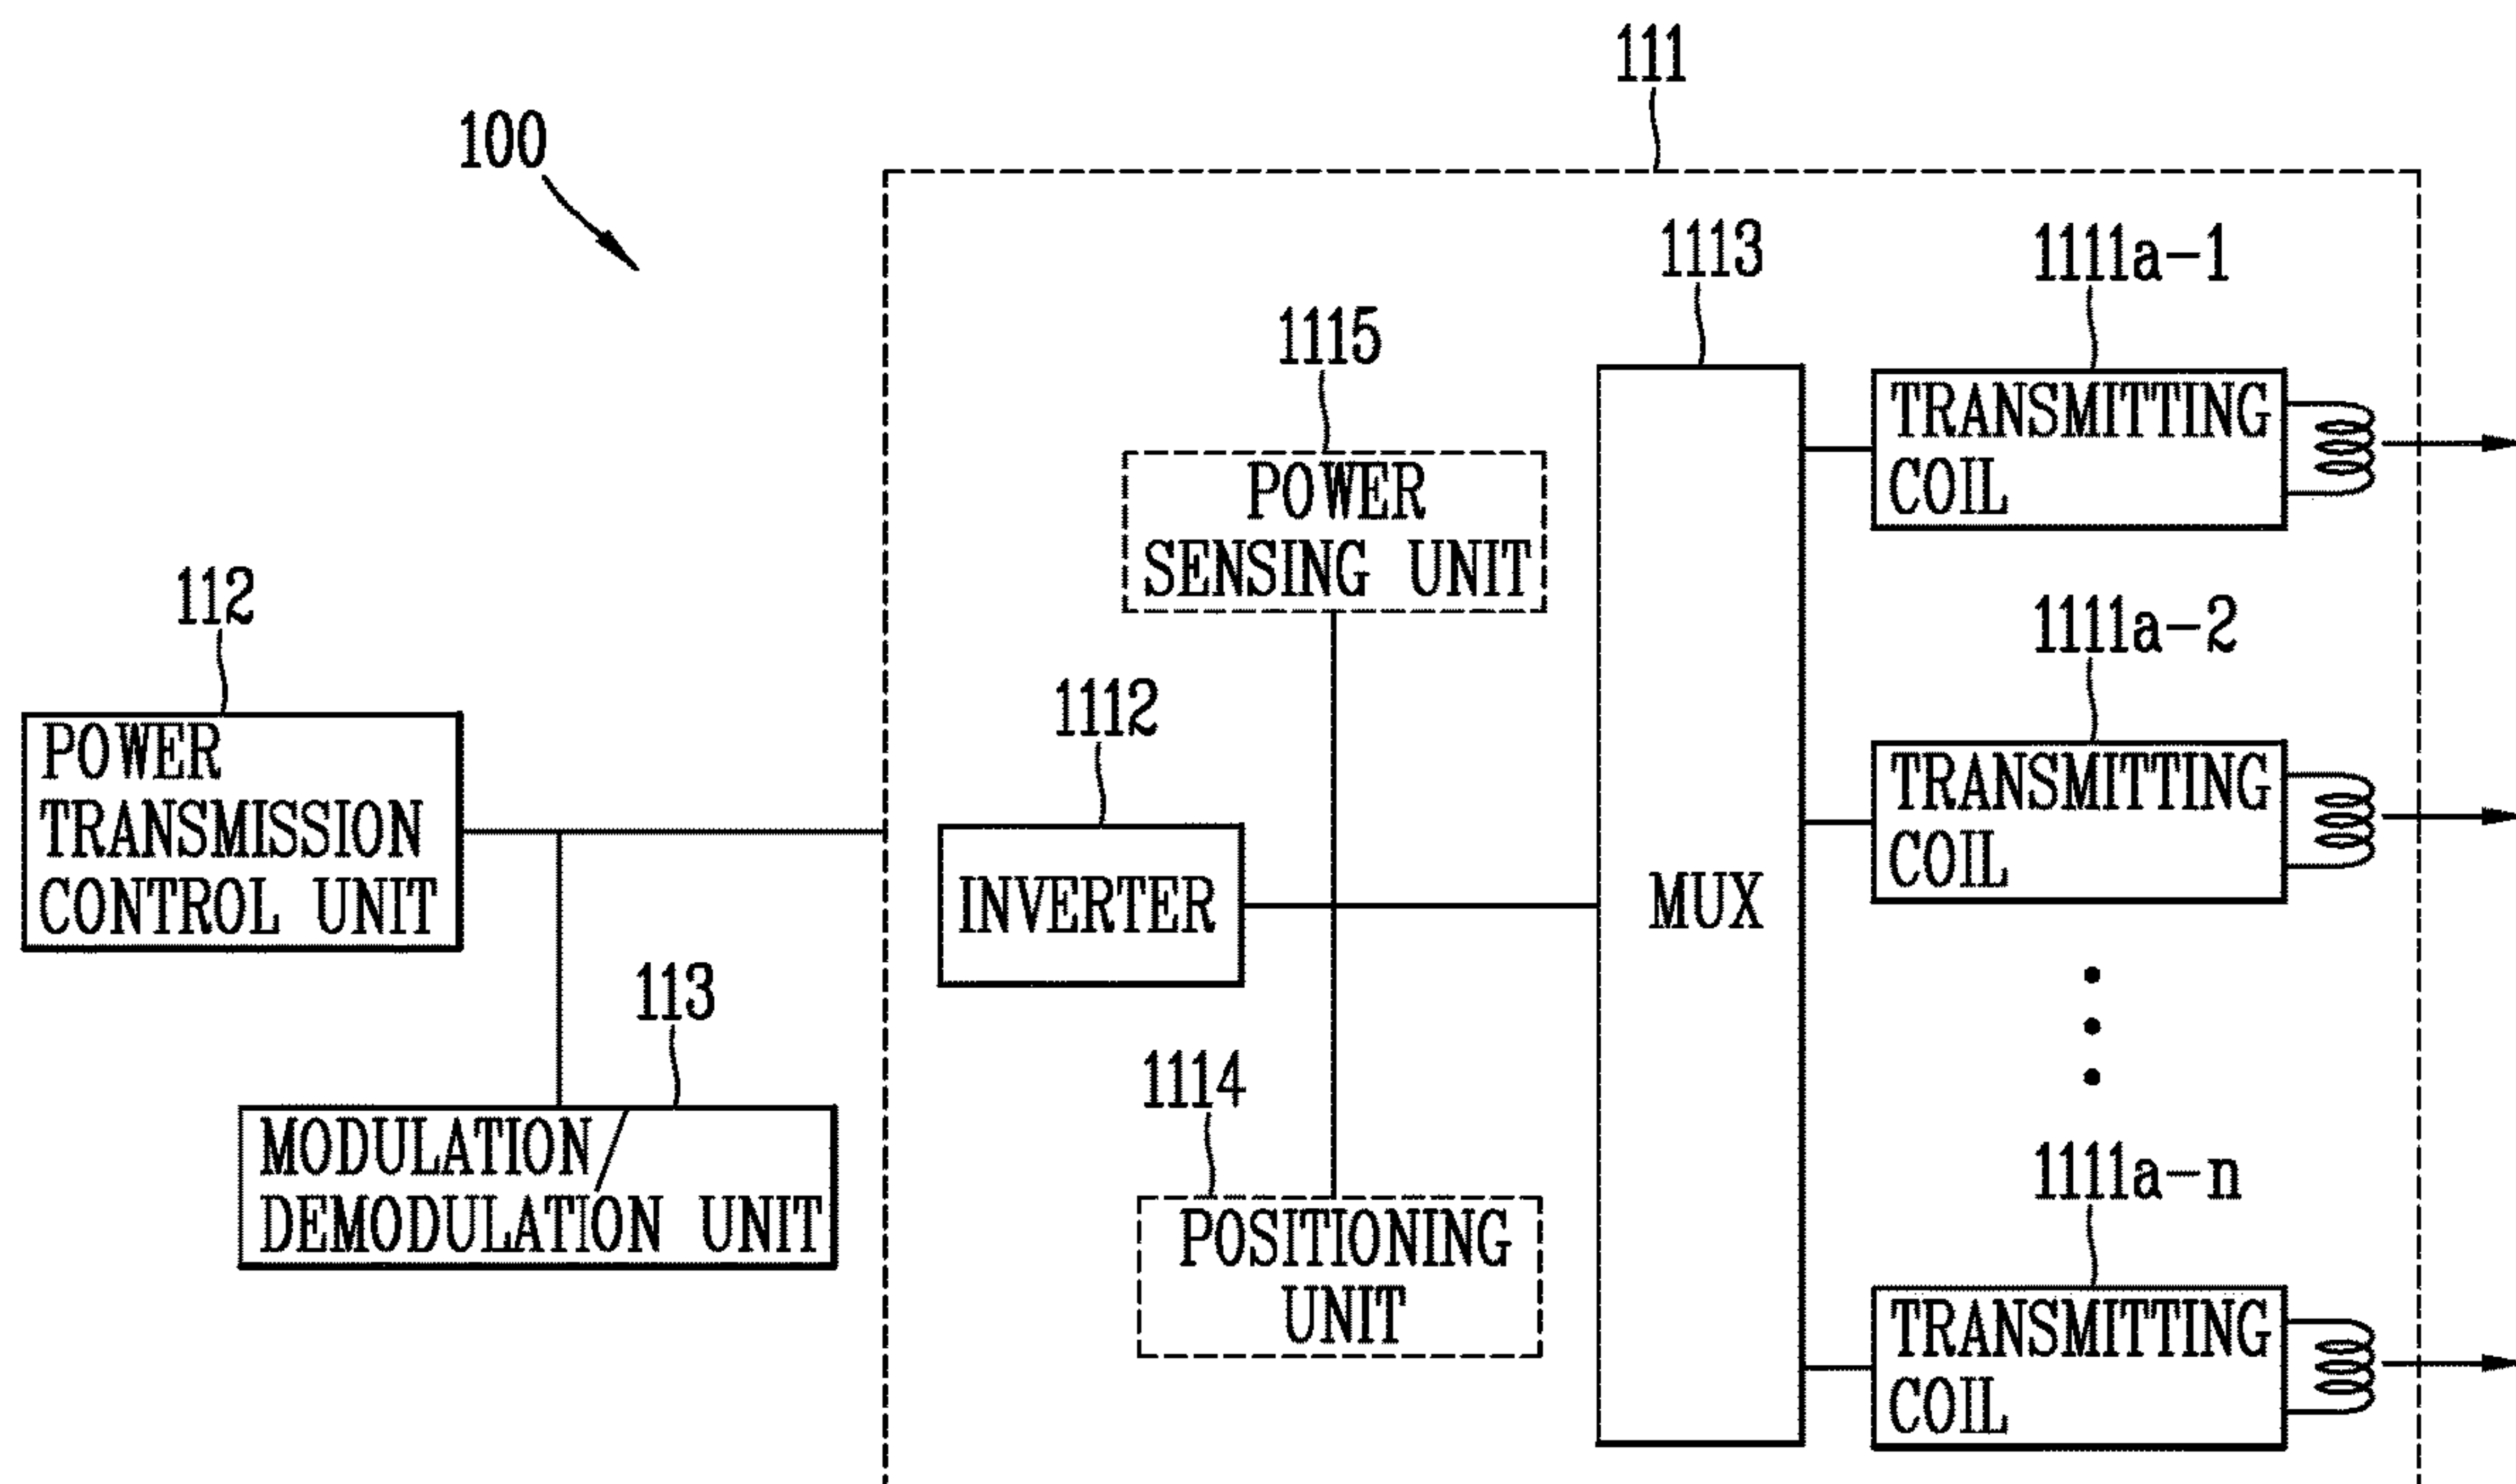 111
100
1113
1111a-1
1115
TRANSMITTING
COIL
POWER
SENSING UNIT
112
1111a-2
1112
POWER
TRANSMISSION
CONTROL UNIT
TRANSMITTING
COIL
INVERTER
MUX
113
1114
MODULATION/
DEMODULATION UNIT
1111a-n
POSITIONING
UNIT
TRANSMITTING
COIL